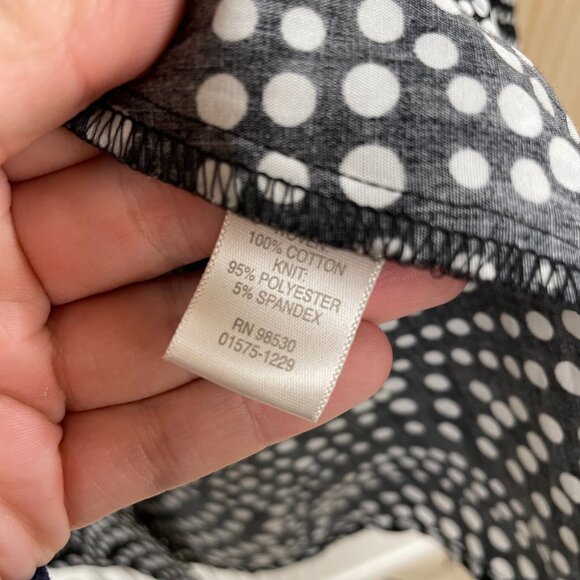 100% COTTON
KNIT:
95% POLYESTER
5% SPANDEX
RN 98530
01575-1229